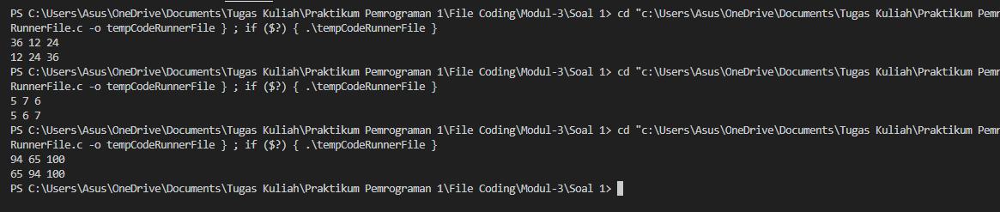 PS C:\Users\Asus\OneDrive\Documents\Tugas Kuliah\Praktikum Pemrograman 1\File Coding\Modul-3\Soal 1> cd "c:\Users\Asus\OneDrive\Documents\Tugas Kuliah\Praktikum Pemr
RunnerFile.c -o tempCodeRunnerFile } ; if ($?) { .\tempCodeRunnerFile }
36 12 24
12 24 36
PS C:\Users\Asus\OneDrive\Documents\Tugas Kuliah\Praktikum Pemrograman 1\File Coding\Modul-3\Soal 1> cd "c:\Users\Asus\OneDrive\Documents\Tugas Kuliah\Praktikum Pemr
RunnerFile.c -o tempCodeRunnerFile } ; if ($?) { .\tempCodeRunnerFile }
5 7 6
5 6 7
PS C:\Users\Asus\OneDrive\Documents\Tugas Kuliah\Praktikum Pemrograman 1\File Coding\Modul-3\Soal 1> cd "c:\Users\Asus\OneDrive\Documents\Tugas Kuliah\Praktikum Pemr
RunnerFile.c -o tempCodeRunnerFile } ; if ($?) { .\tempCodeRunnerFile }
94 65 100
65 94 100
PS C:\Users\Asus\OneDrive\Documents\Tugas Kuliah\Praktikum Pemrograman 1\File Coding\Modul-3\Soal 1>